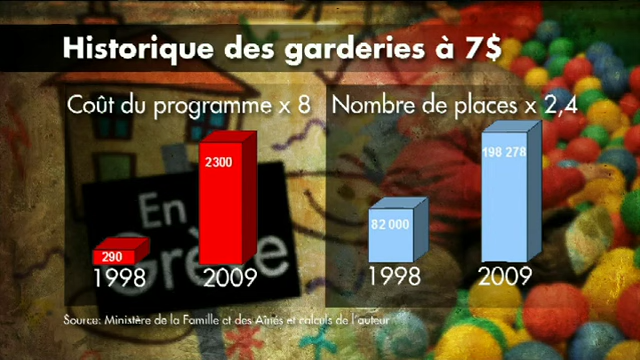 Historique des garderies à 7$
Coût du programme x 8
Nombre de places x 2,4
2300
290
1998
2009
198 278
82 000
1998
2009
En
Grève
Source: Ministère de la Famille et des Aînés et calculs de l'auteur